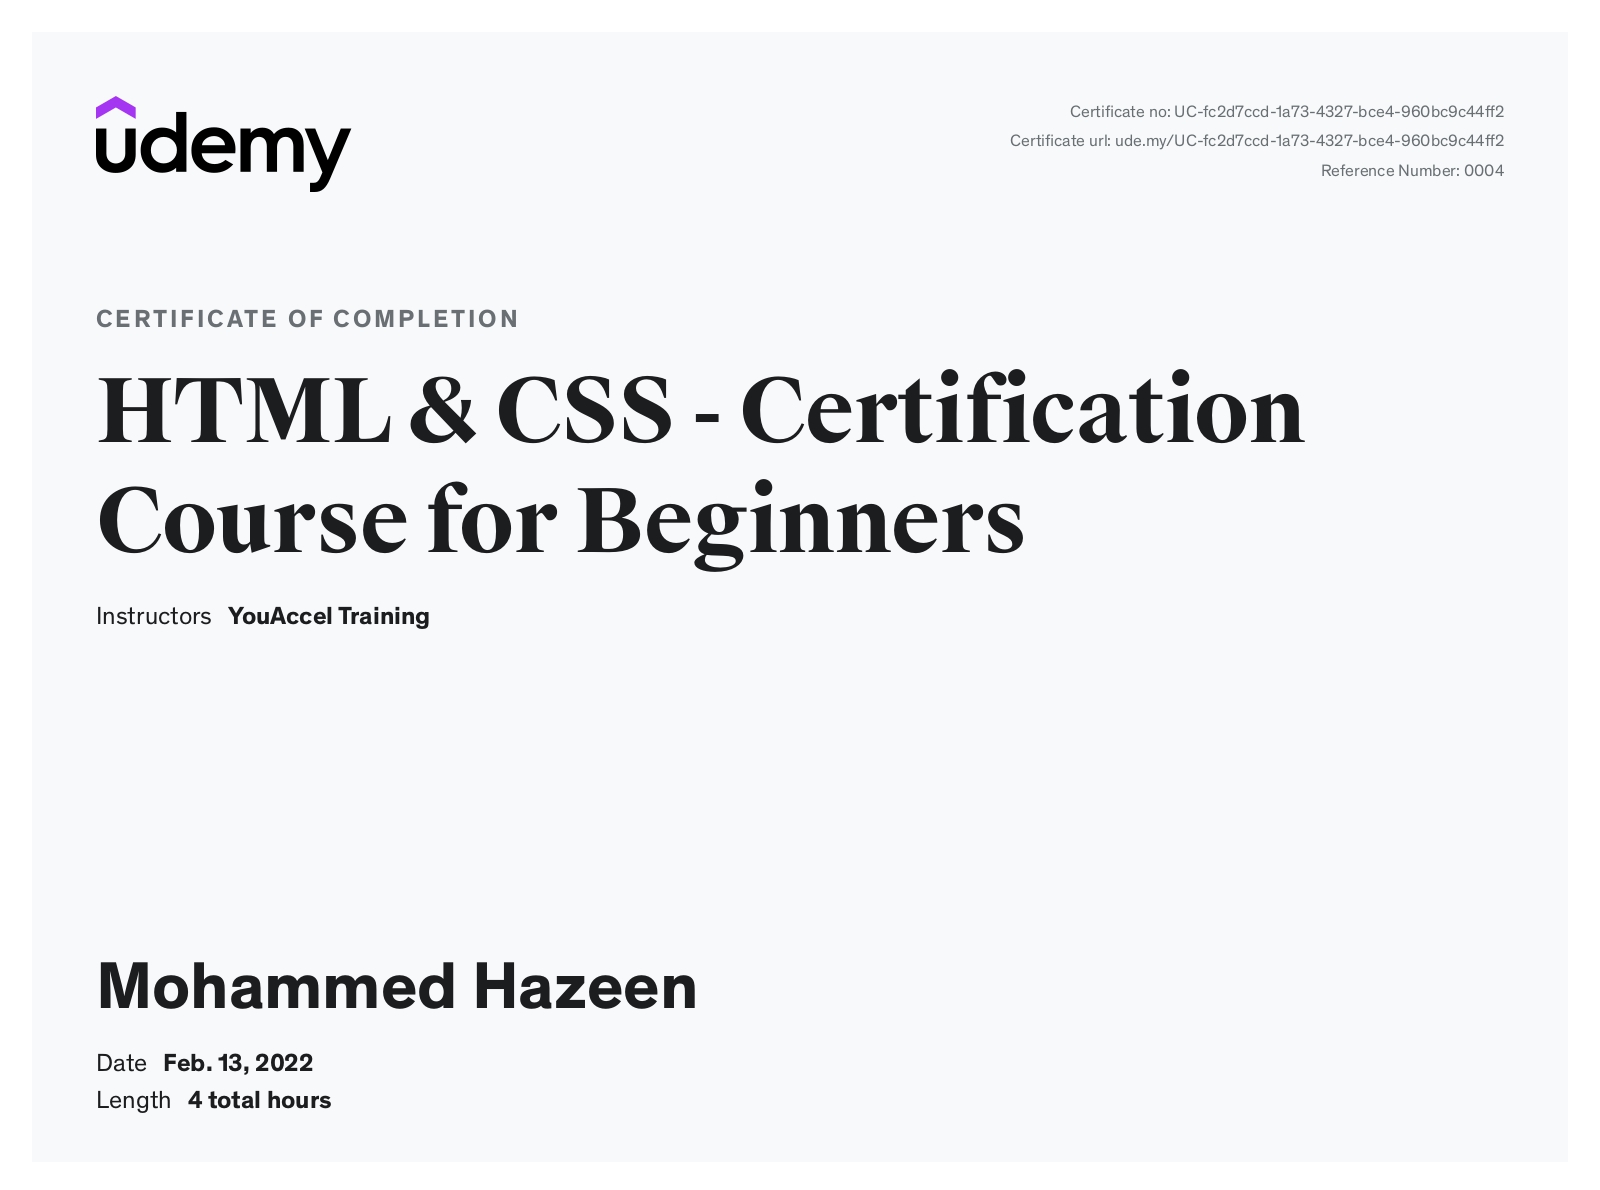 udemy
Certificate no: UC-fc2d7ccd-1a73-4327-bce4-960bc9c44ff2
Certificate url: ude.my/UC-fc2d7ccd-1a73-4327-bce4-960bc9c44ff2
Reference Number: 0004
CERTIFICATE OF COMPLETION
HTML & CSS - Certification
Course for Beginners
Instructors YouAccel Training
Mohammed Hazeen
Date Feb. 13, 2022
Length 4 total hours